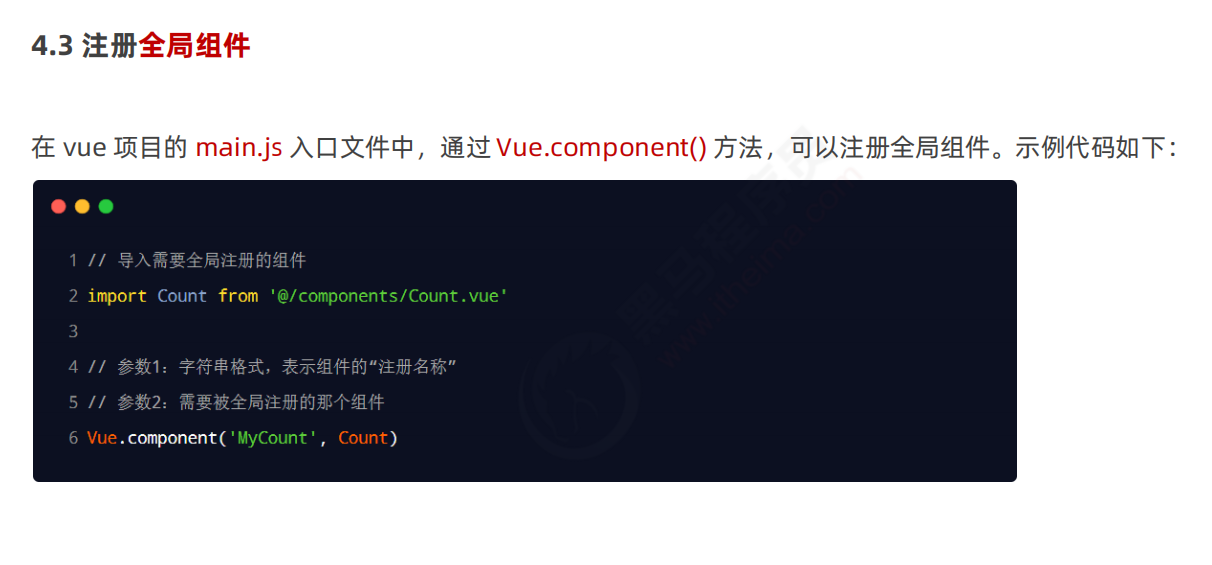 4.3 注册全局组件
在 vue 项目的 main.js 入口文件中，通过 Vue.component() 方法，可以注册全局组件。示例代码如下：
1 // 导入需要全局注册的组件
2 import Count from '@/components/Count.vue'
3
4 // 参数1：字符串格式，表示组件的“注册名称”
5 // 参数2：需要被全局注册的那个组件
6 Vue.component('MyCount', Count)
黑马程序员